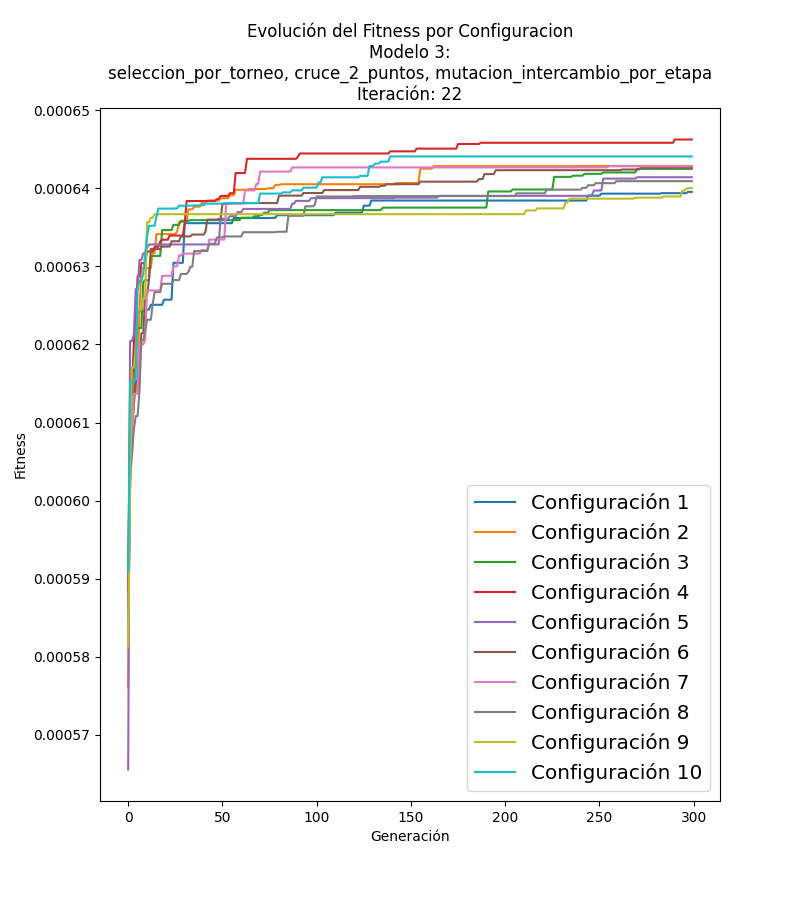 Evolución del Fitness por Configuracion
Modelo 3:
seleccion_por_torneo, cruce_2_puntos, mutacion_intercambio_por_etapa
Iteración: 22
0.00065
0.00064
0.00063
0.00062
0.00061
0.00060
0.00059
0.00058
0.00057
Fitness
Configuración 1
Configuración 2
Configuración 3
Configuración 4
Configuración 5
Configuración 6
Configuración 7
Configuración 8
Configuración 9
Configuración 10
0 50 100 150 200 250 300
Generación